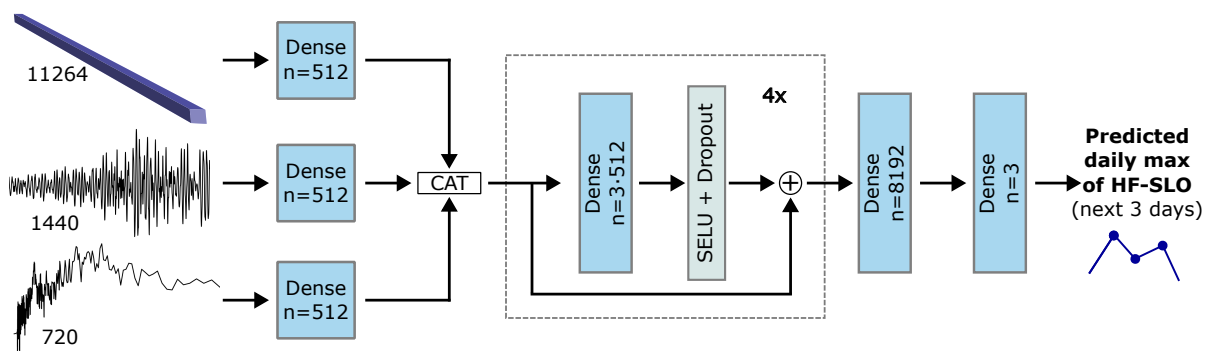 11264
Dense
n=512
1440
Dense
n=512
720
Dense
n=512
CAT
4x
Dense
n=3·512
SELU + Dropout
Dense
n=8192
Dense
n=3
Predicted
daily max
of HF-SLO
(next 3 days)